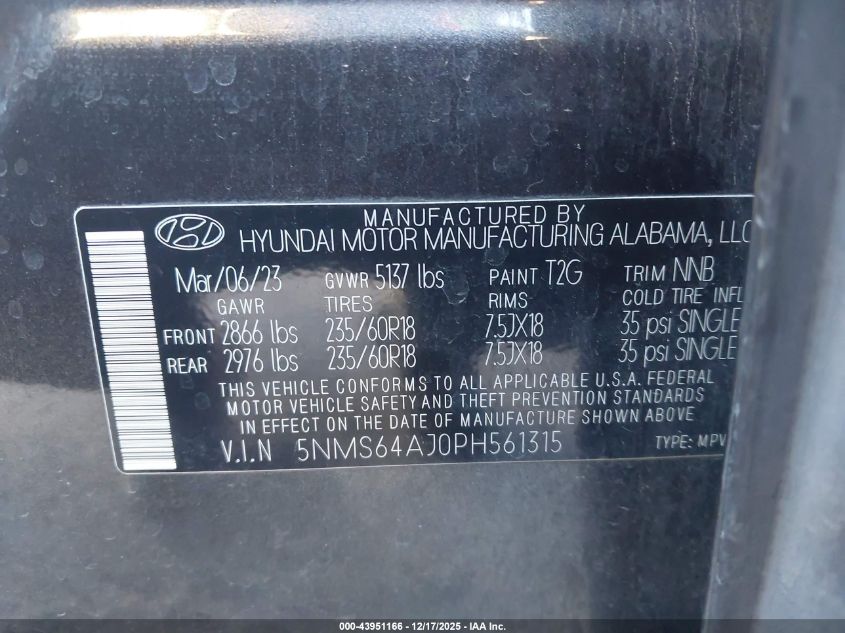 MANUFACTURED BY
HYUNDAI MOTOR MANUFACTURING ALABAMA, LLC
Mar/06/23 GVWR 5137 lbs PAINT T2G TRIM NNB
GAWR TIRES RIMS COLD TIRE INFL
FRONT 2866 lbs 235/60R18 7.5JX18 35 psi SINGLE
REAR 2976 lbs 235/60R18 7.5JX18 35 psi SINGLE
THIS VEHICLE CONFORMS TO ALL APPLICABLE U.S.A. FEDERAL
MOTOR VEHICLE SAFETY AND THEFT PREVENTION STANDARDS
IN EFFECT ON THE DATE OF MANUFACTURE SHOWN ABOVE.
V.I.N 5NMS64AJ0PH561315 TYPE: MPV
000-43951166 - 12/17/2025 - IAA Inc.